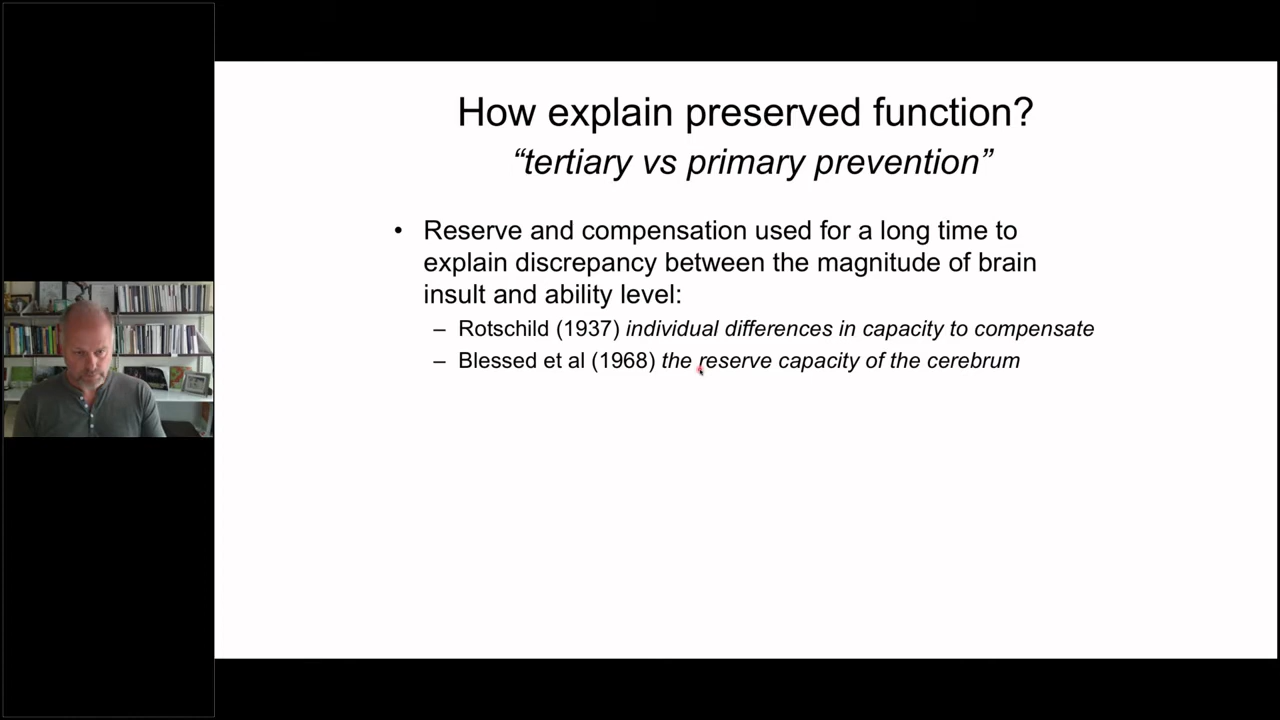 How explain preserved function?
“tertiary vs primary prevention”
• Reserve and compensation used for a long time to
explain discrepancy between the magnitude of brain
insult and ability level:
– Rotschild (1937) individual differences in capacity to compensate
– Blessed et al (1968) the reserve capacity of the cerebrum